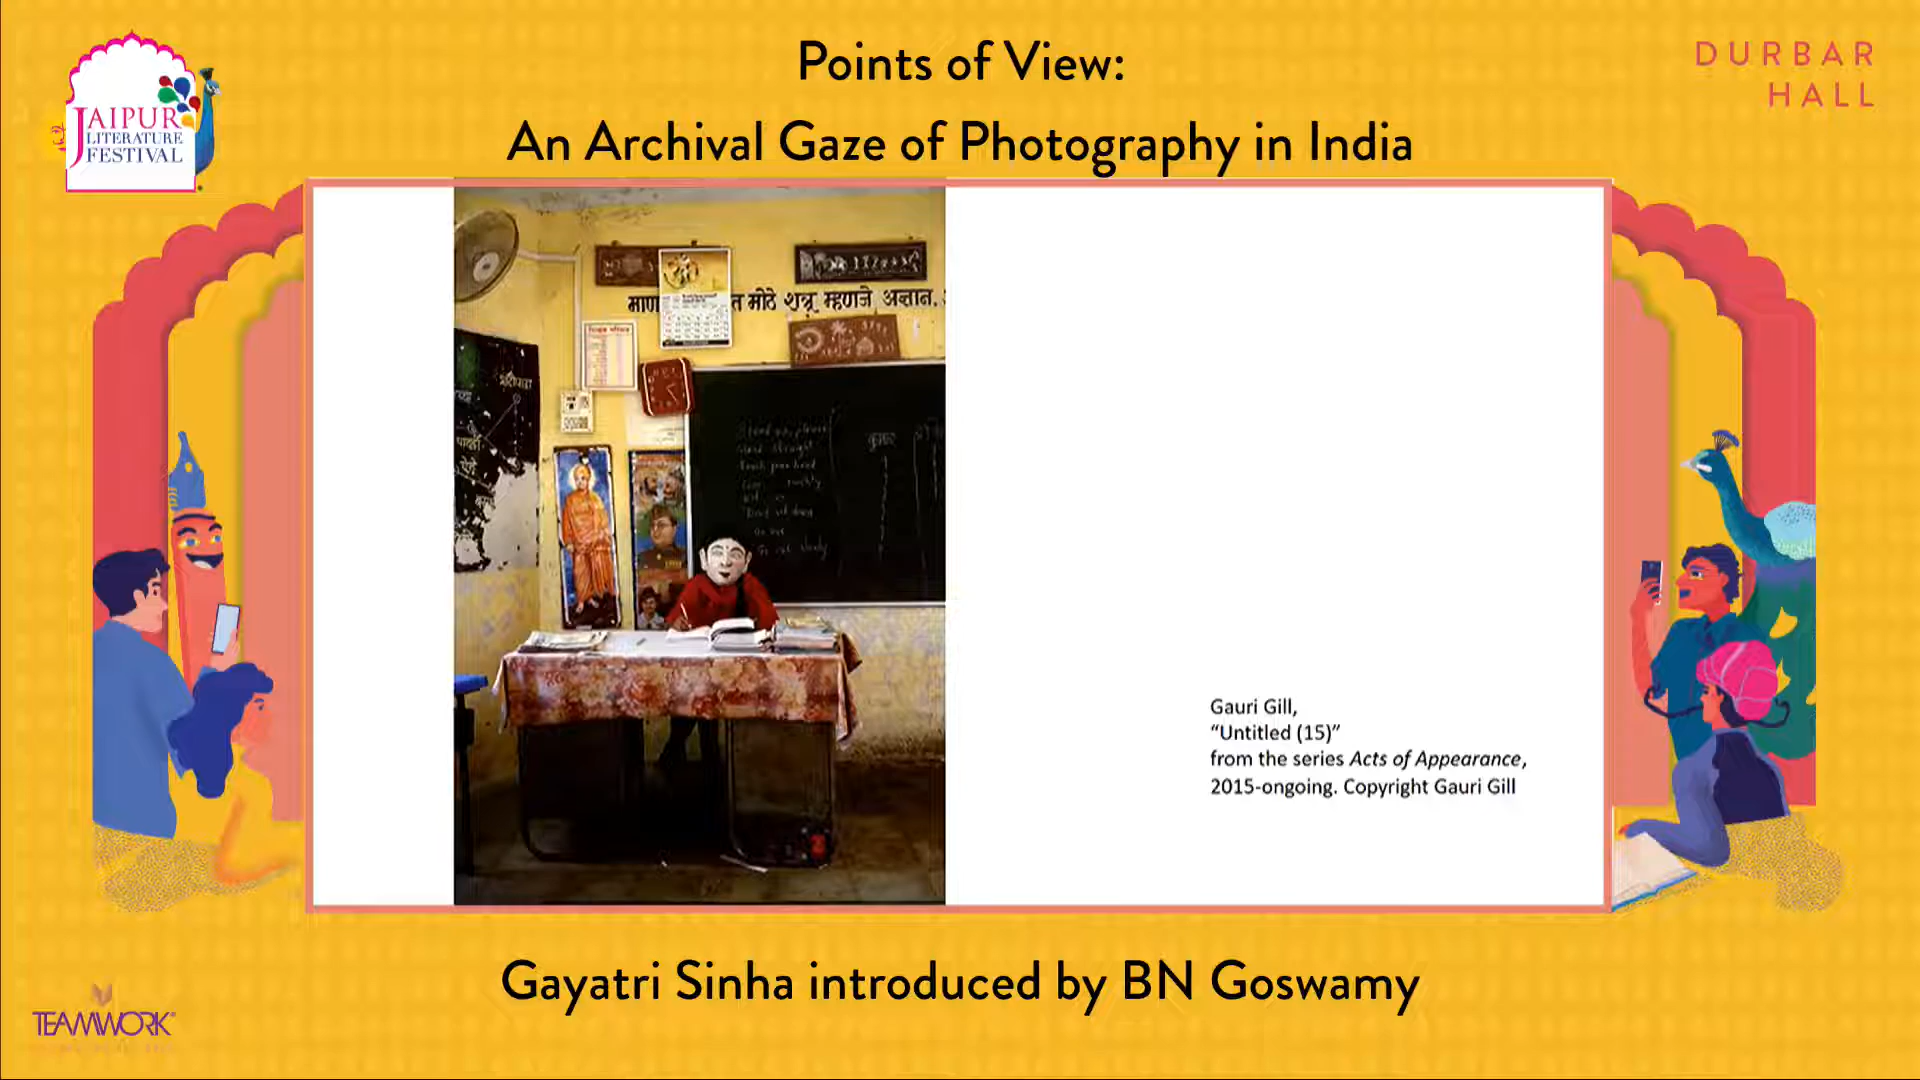 Points of View:
An Archival Gaze of Photography in India
DURBAR
HALL
JAIPUR
LITERATURE
FESTIVAL
माण
त मोठे शत्रू म्हणजे अज्ञान.
Gauri Gill,
“Untitled (15)”
from the series Acts of Appearance,
2015-ongoing. Copyright Gauri Gill
Gayatri Sinha introduced by BN Goswamy
TEAMWORK